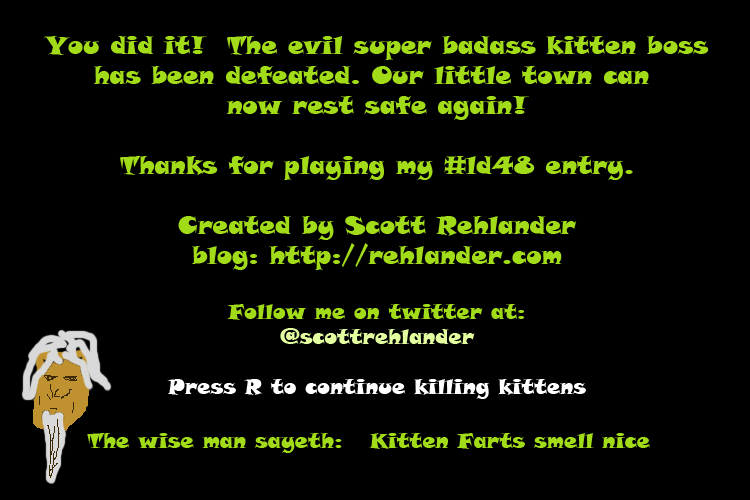 You did it!  The evil super badass kitten boss
has been defeated. Our little town can
now rest safe again!
Thanks for playing my #ld48 entry.
Created by Scott Rehlander
blog: http://rehlander.com
Follow me on twitter at:
@scottrehlander
Press R to continue killing kittens
The wise man sayeth:   Kitten Farts smell nice